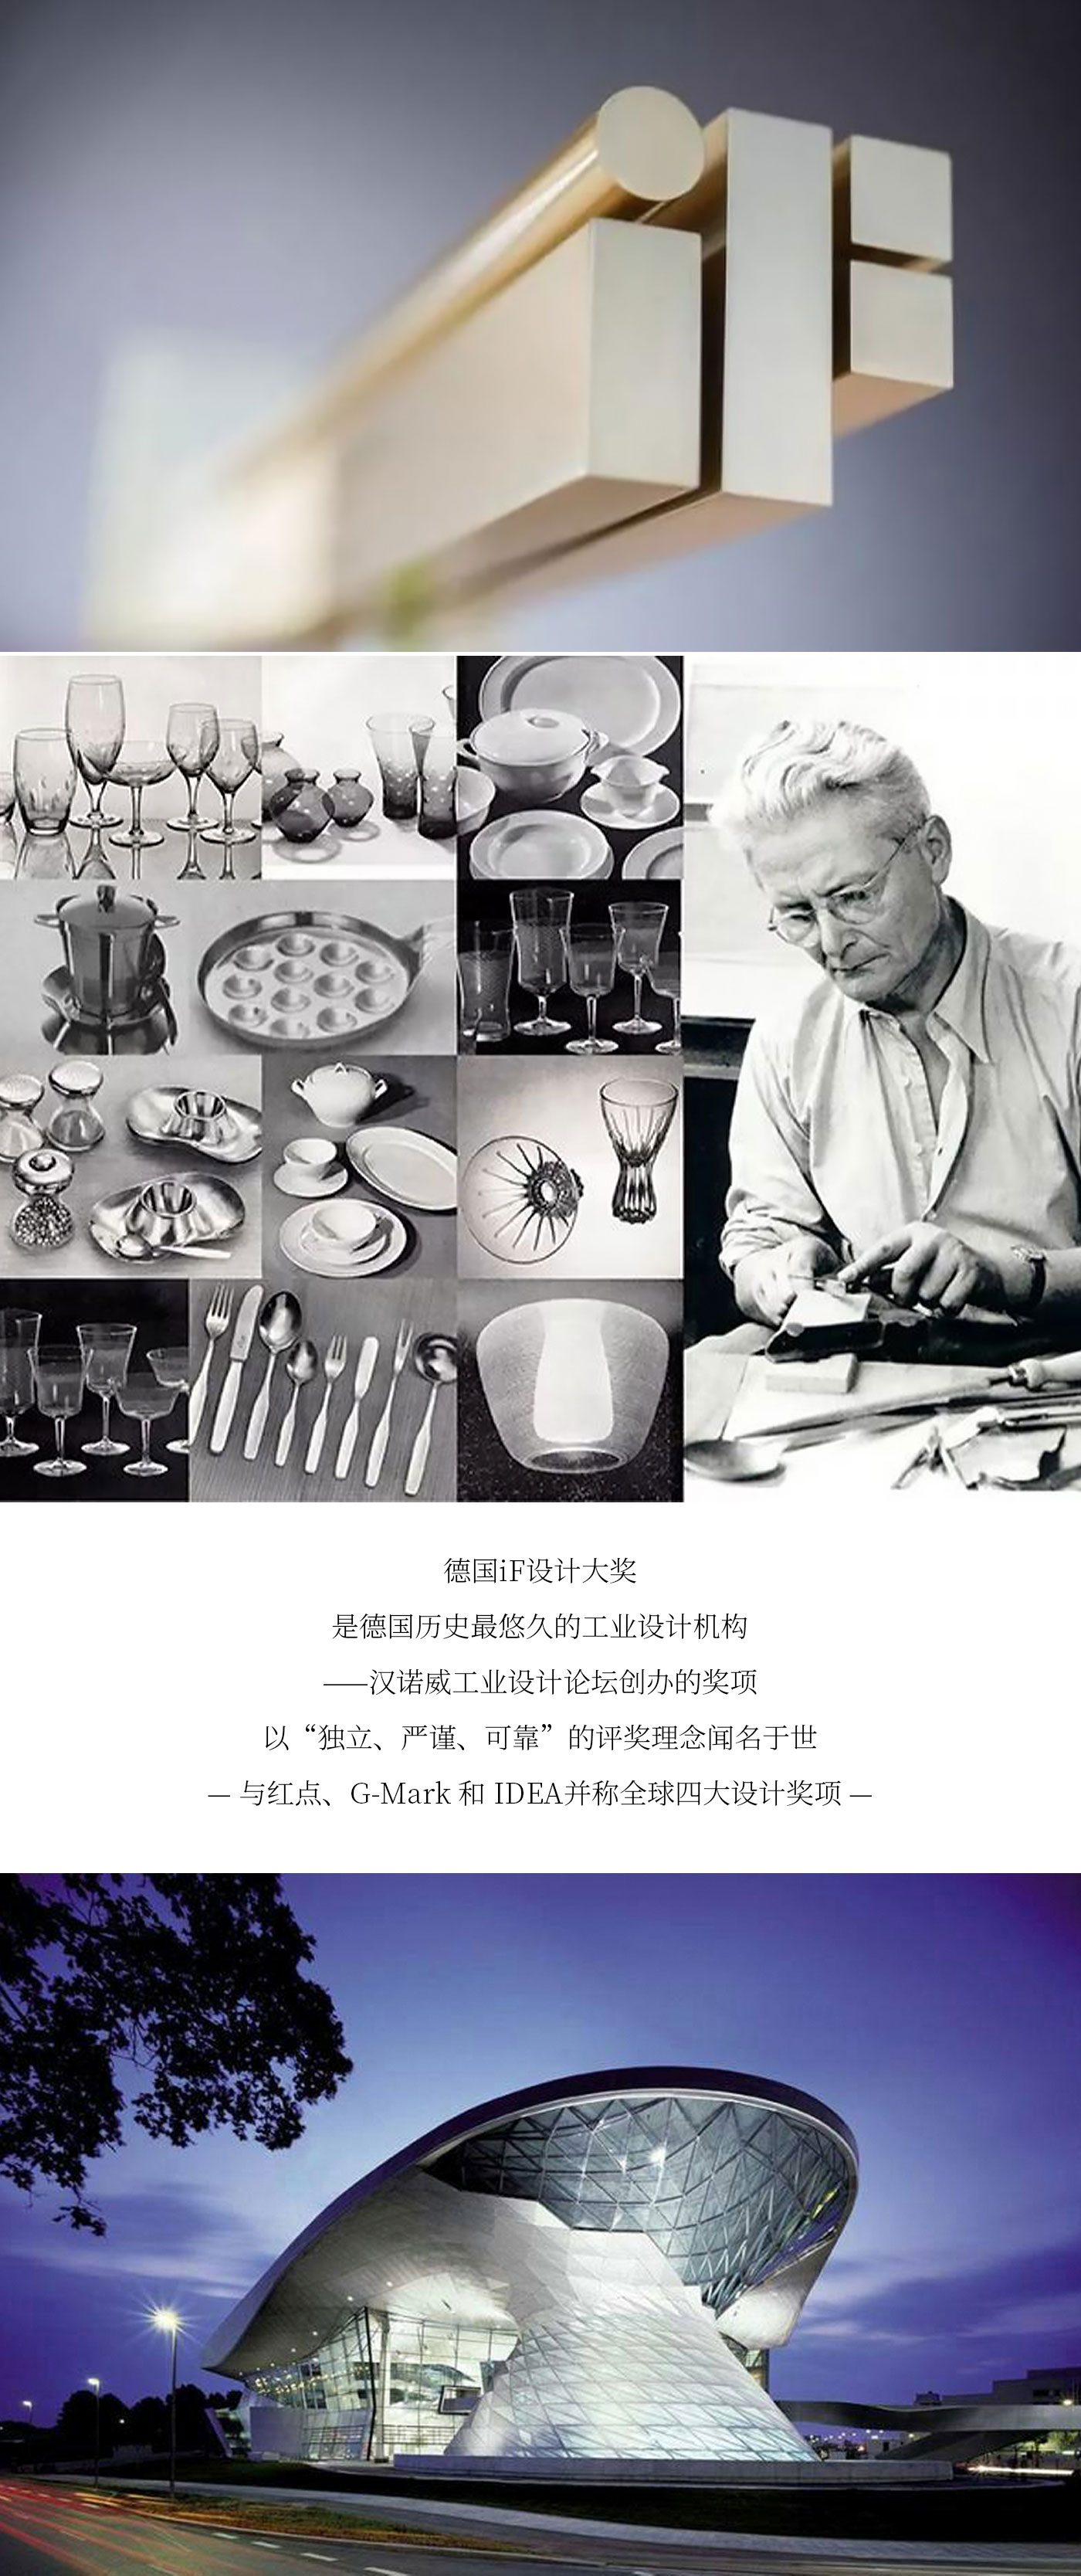 德国iF设计大奖
是德国历史最悠久的工业设计机构
——汉诺威工业设计论坛创办的奖项
以“独立、严谨、可靠”的评奖理念闻名于世
— 与红点、G-Mark 和 IDEA并称全球四大设计奖项 —